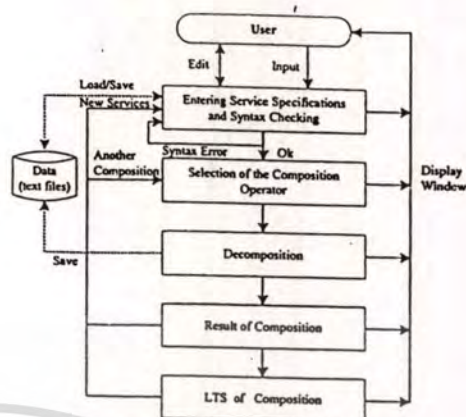 User
Edit
Input
Load/Save
New Services
Entering Service Specifications
and Syntax Checking
Syntax Error
Ok
Data
(text files)
Another
Composition
Selection of the Composition
Operator
Display
Window
Save
Decomposition
Result of Composition
LTS of Composition